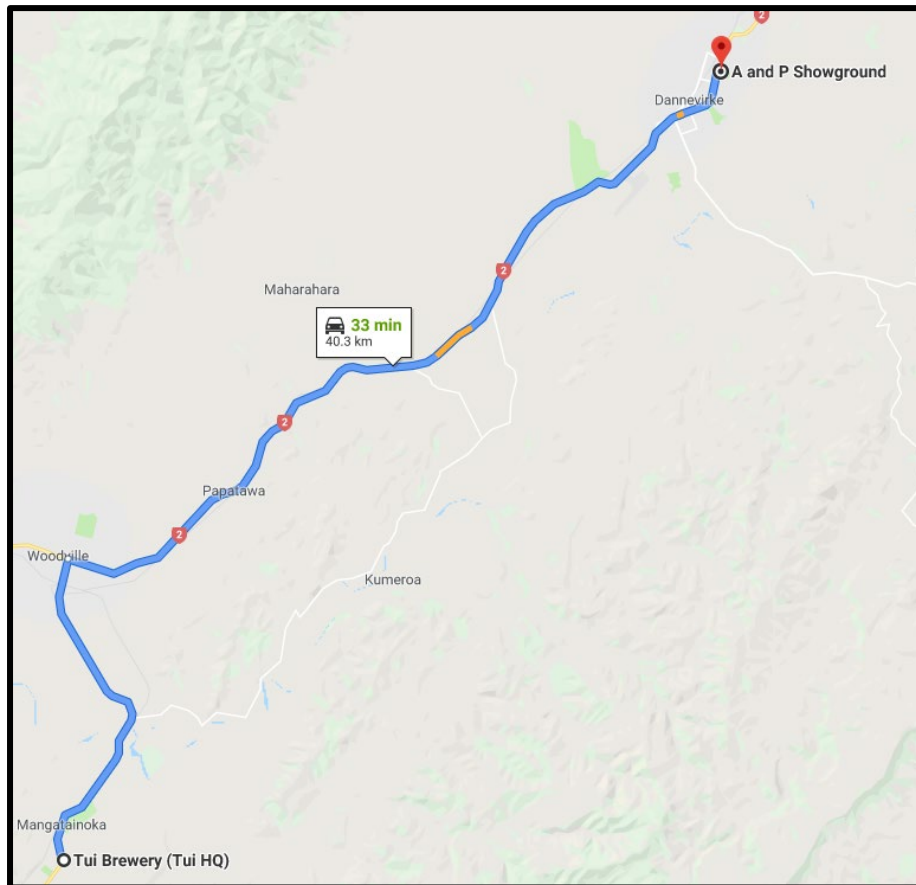 2
A and P Showground
Dannevirke
2
Maharahara
33 min
40.3 km
2
Papatawa
2
Woodville
Kumeroa
Mangatainoka
Tui Brewery (Tui HQ)